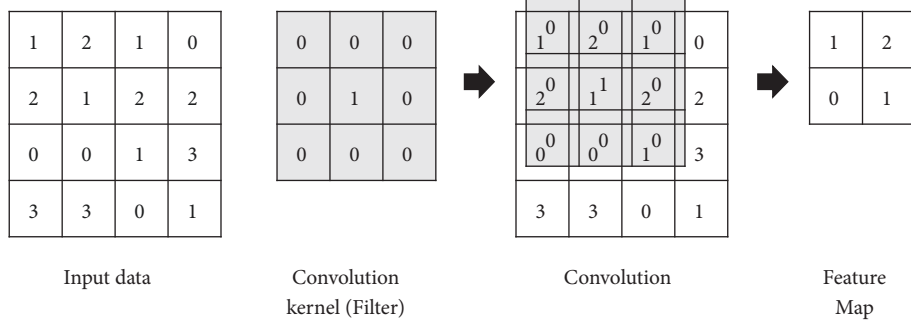 1 2 1 0
2 1 2 2
0 0 1 3
3 3 0 1
0 0 0
0 1 0
0 0 0
1 0 2 0 1 0 0
2 0 1 1 2 0 2
0 0 0 0 1 0 3
3 3 0 1
1 2
0 1
Input data
Convolution
kernel (Filter)
Convolution
Feature
Map